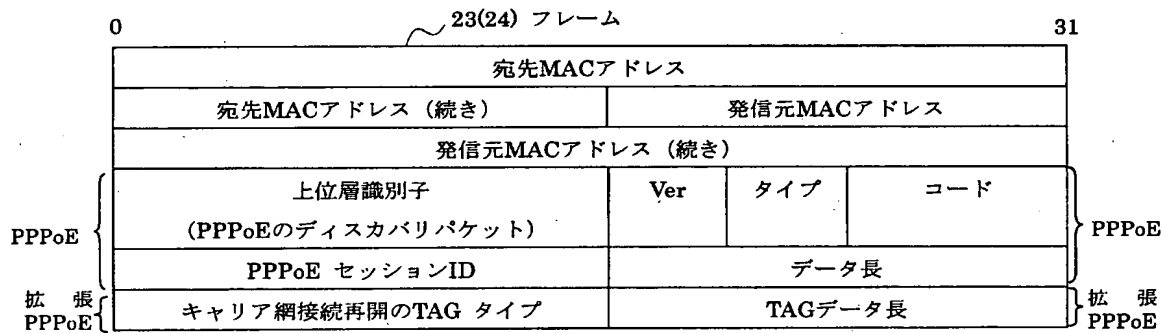 23(24) フレーム
0 31
宛先MACアドレス
宛先MACアドレス (続き) 発信元MACアドレス
発信元MACアドレス (続き)
上位層識別子 Ver タイプ コード
(PPPoEのディスカバリパケット)
PPPoE PPPoE
PPPoE セッションID データ長
拡 張 キャリア網接続再開のTAG タイプ TAGデータ長 拡 張
PPPoE PPPoE